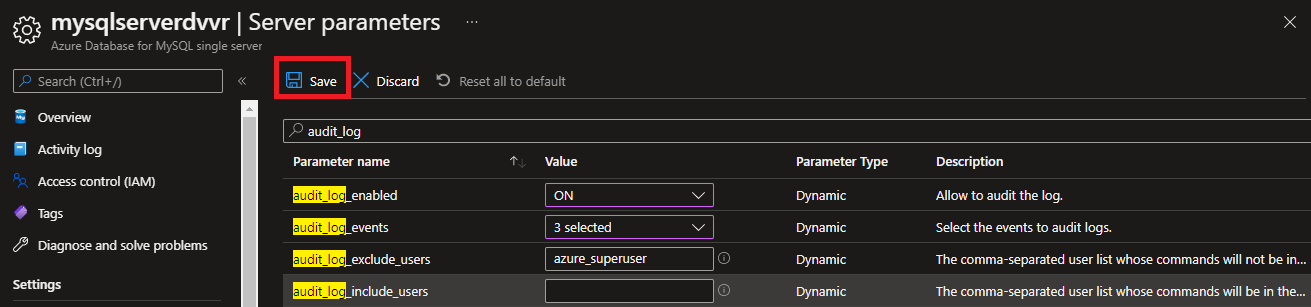 mysqlserverdvvr | Server parameters ...
Azure Database for MySQL single server
Search (Ctrl+/) «
Overview
Activity log
Access control (IAM)
Tags
Diagnose and solve problems
Settings
Save Discard Reset all to default
audit_log
Parameter name ↑↓ Value Parameter Type Description
audit_log_enabled ON Dynamic Allow to audit the log.
audit_log_events 3 selected Dynamic Select the events to audit logs.
audit_log_exclude_users azure_superuser Dynamic The comma-separated user list whose commands will not be in...
audit_log_include_users Dynamic The comma-separated user list whose commands will be in the...